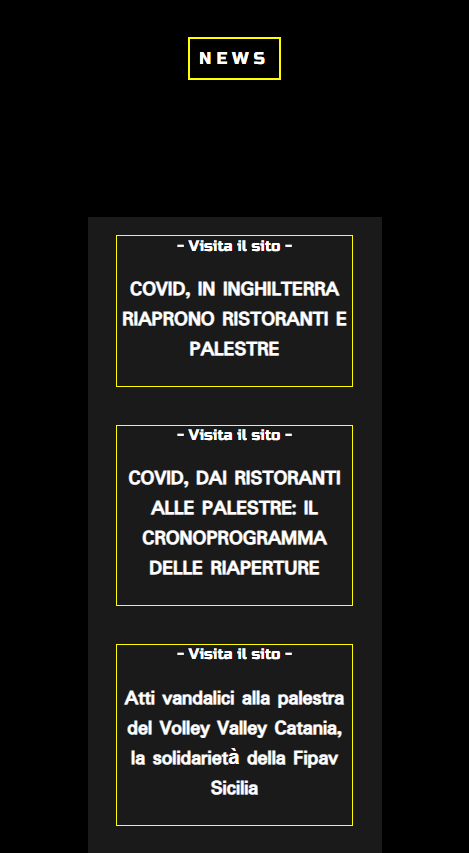 NEWS
- Visita il sito -
COVID, IN INGHILTERRA
RIAPRONO RISTORANTI E
PALESTRE
- Visita il sito -
COVID, DAI RISTORANTI
ALLE PALESTRE: IL
CRONOPROGRAMMA
DELLE RIAPERTURE
- Visita il sito -
Atti vandalici alla palestra
del Volley Valley Catania,
la solidarietà della Fipav
Sicilia